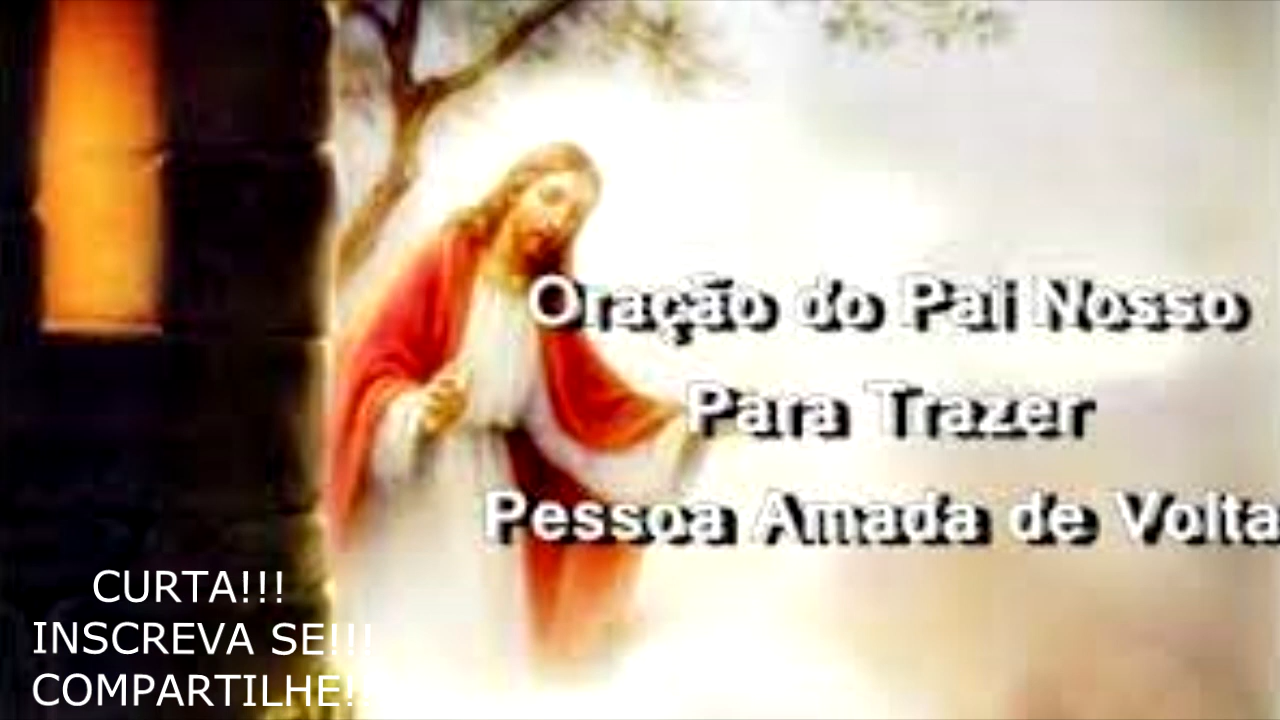 Oração do Pai Nosso
Para Trazer
Pessoa Amada de Volta
CURTA!!!
INSCREVA SE!!!
COMPARTILHE!